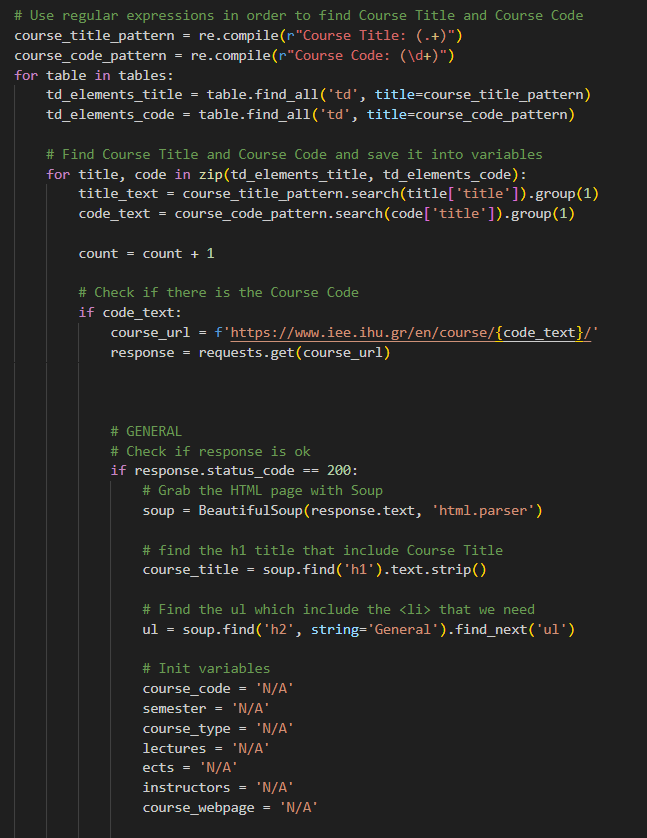 # Use regular expressions in order to find Course Title and Course Code
course_title_pattern = re.compile(r"Course Title: (.+)")
course_code_pattern = re.compile(r"Course Code: (\d+)")
for table in tables:
    td_elements_title = table.find_all('td', title=course_title_pattern)
    td_elements_code = table.find_all('td', title=course_code_pattern)

    # Find Course Title and Course Code and save it into variables
    for title, code in zip(td_elements_title, td_elements_code):
        title_text = course_title_pattern.search(title['title']).group(1)
        code_text = course_code_pattern.search(code['title']).group(1)

        count = count + 1

        # Check if there is the Course Code
        if code_text:
            course_url = f'https://www.iee.ihu.gr/en/course/{code_text}/'
            response = requests.get(course_url)

            # GENERAL
            # Check if response is ok
            if response.status_code == 200:
                # Grab the HTML page with Soup
                soup = BeautifulSoup(response.text, 'html.parser')

                # find the h1 title that include Course Title
                course_title = soup.find('h1').text.strip()

                # Find the ul which include the <li> that we need
                ul = soup.find('h2', string='General').find_next('ul')

                # Init variables
                course_code = 'N/A'
                semester = 'N/A'
                course_type = 'N/A'
                lectures = 'N/A'
                ects = 'N/A'
                instructors = 'N/A'
                course_webpage = 'N/A'